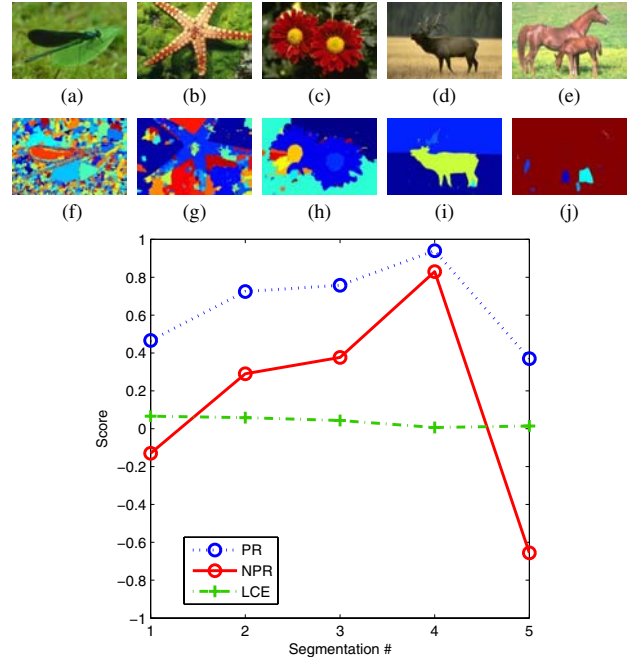 (a) (b) (c) (d) (e)
(f) (g) (h) (i) (j)
1
0.8
0.6
0.4
0.2
0
−0.2
−0.4
−0.6
−0.8
−1
Score
PR
NPR
LCE
1 2 3 4 5
Segmentation #